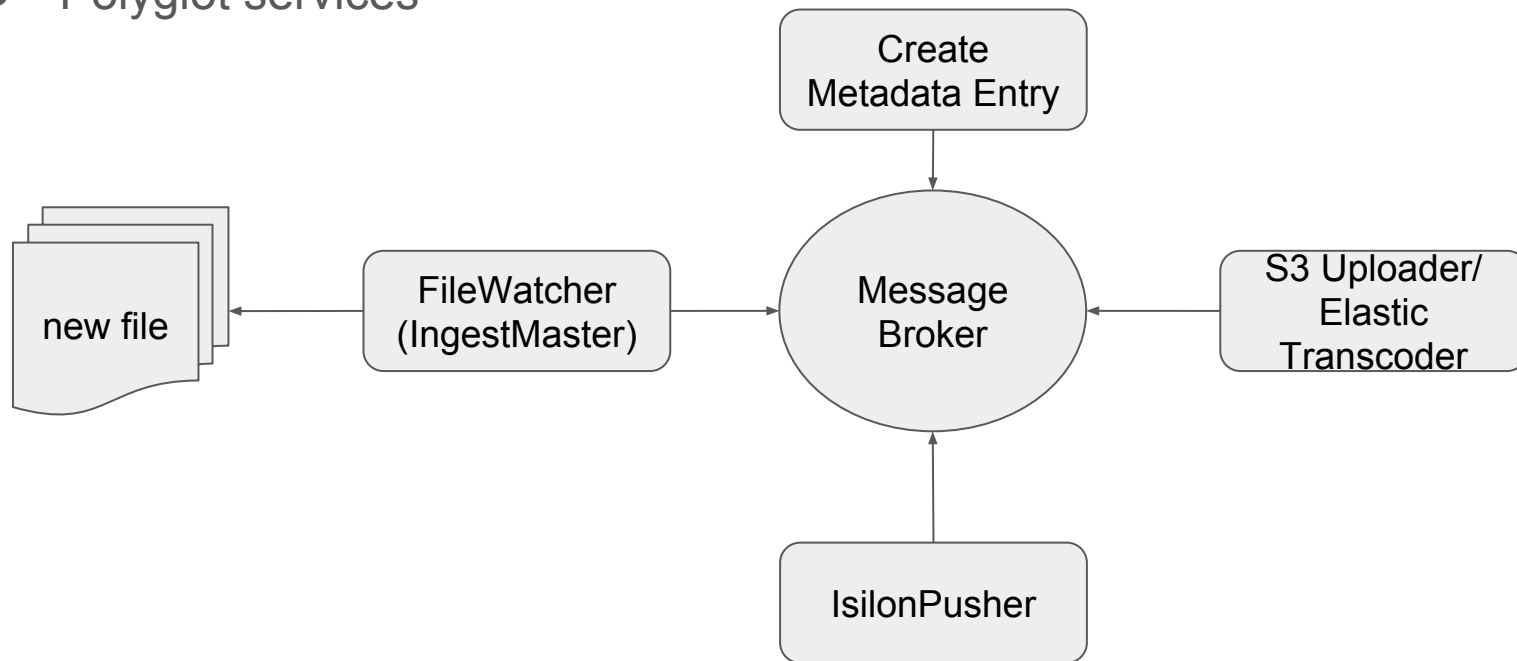 Polyglot services
Create
Metadata Entry
new file
FileWatcher
(IngestMaster)
Message
Broker
S3 Uploader/
Elastic
Transcoder
IsilonPusher